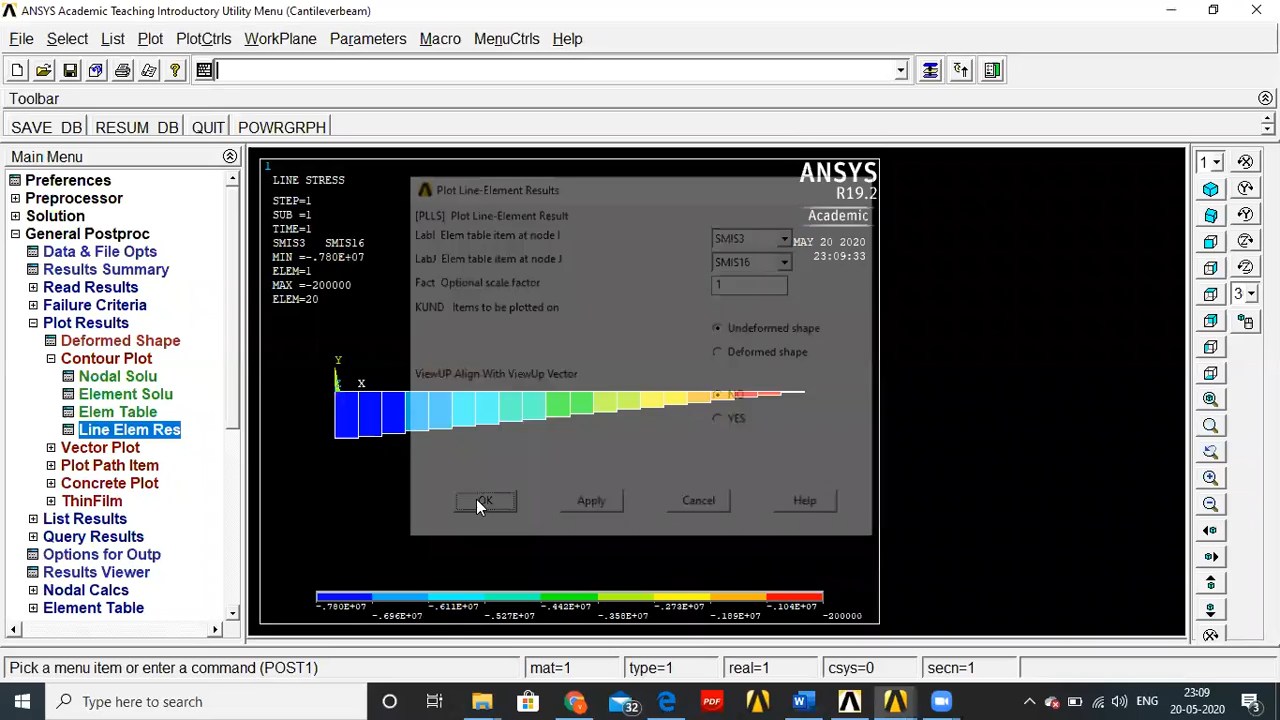 ANSYS Academic Teaching Introductory Utility Menu (Cantileverbeam)
File Select List Plot PlotCtrls WorkPlane Parameters Macro MenuCtrls Help
Toolbar
SAVE_DB RESUM_DB QUIT POWRGRPH
Main Menu
Preferences
Preprocessor
Solution
General Postproc
Data & File Opts
Results Summary
Read Results
Failure Criteria
Plot Results
Deformed Shape
Contour Plot
Nodal Solu
Element Solu
Elem Table
Line Elem Res
Vector Plot
Plot Path Item
Concrete Plot
ThinFilm
List Results
Query Results
Options for Outp
Results Viewer
Nodal Calcs
Element Table
1
LINE STRESS
STEP=1
SUB =1
TIME=1
SMIS3 SMIS16
MIN =-.780E+07
ELEM=1
MAX =-200000
ELEM=20
ANSYS
R19.2
Academic
MAY 20 2020
23:09:33
Plot Line-Element Results
[PLLS] Plot Line-Element Result
LabI Elem table item at node I
SMIS3
LabJ Elem table item at node J
SMIS16
Fact Optional scale factor
1
KUND Items to be plotted on
Undeformed shape
Deformed shape
ViewUP Align With ViewUp Vector
NO
YES
OK Apply Cancel Help
Y
X
-.780E+07 -.611E+07 -.442E+07 -.273E+07 -.104E+07
-.696E+07 -.527E+07 -.358E+07 -.189E+07 -200000
1
3
Pick a menu item or enter a command (POST1)
mat=1 type=1 real=1 csys=0 secn=1
Type here to search
32
PDF
ENG
23:09
20-05-2020
3